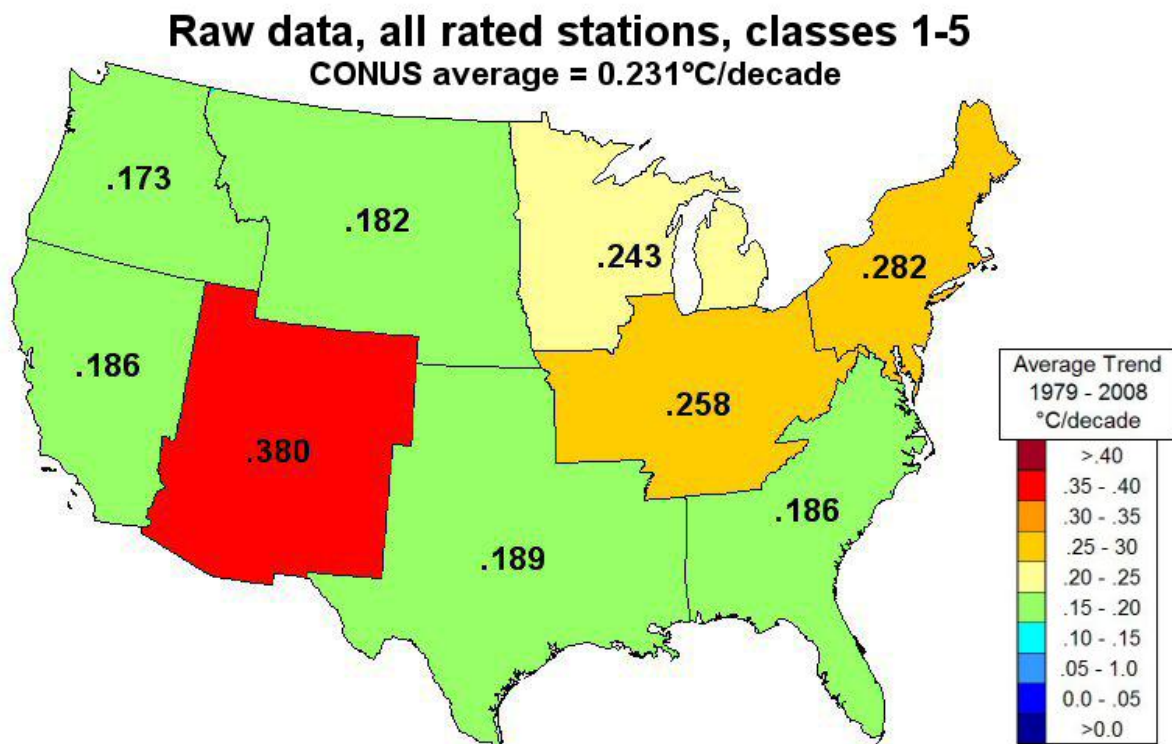 Raw data, all rated stations, classes 1-5
CONUS average = 0.231°C/decade
.173
.182
.243
.282
.186
.380
.258
.189
.186
Average Trend
1979 - 2008
°C/decade
>.40
.35 - .40
.30 - .35
.25 - 30
.20 - .25
.15 - .20
.10 - .15
.05 - 1.0
0.0 - .05
>0.0